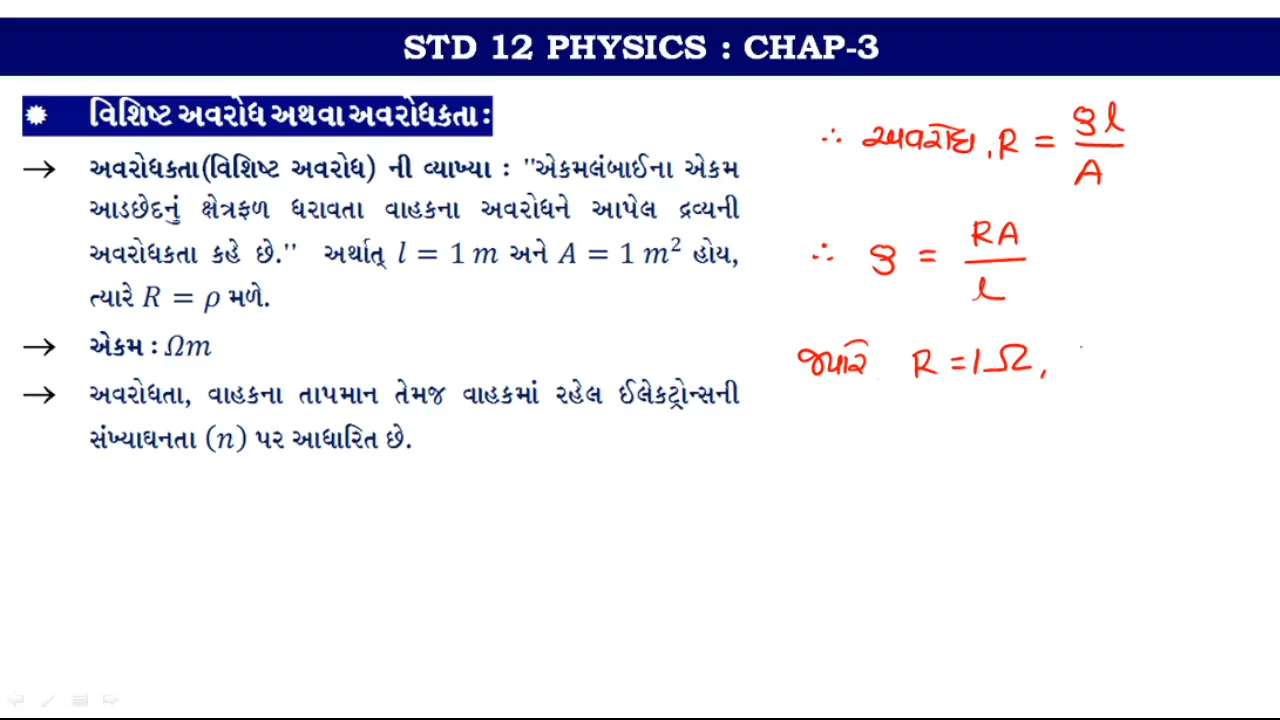 STD 12 PHYSICS : CHAP-3
વિશિષ્ટ અવરોધ અથવા અવરોધકતા :
→ અવરોધકતા(વિશિષ્ટ અવરોધ) ની વ્યાખ્યા : "એકમલંબાઈના એકમ
આડછેદનું ક્ષેત્રફળ ધરાવતા વાહકના અવરોધને આપેલ દ્રવ્યની
અવરોધકતા કહે છે." અર્થાત્ l = 1 m અને A = 1 m² હોય,
ત્યારે R = ρ મળે.
→ એકમ : Ωm
→ અવરોધતા, વાહકના તાપમાન તેમજ વાહકમાં રહેલ ઈલેક્ટ્રોન્સની
સંખ્યાઘનતા (n) પર આધારિત છે.
∴ અવરોધ, R = ρl / A
∴ ρ = RA / l
જ્યારે R = 1Ω,